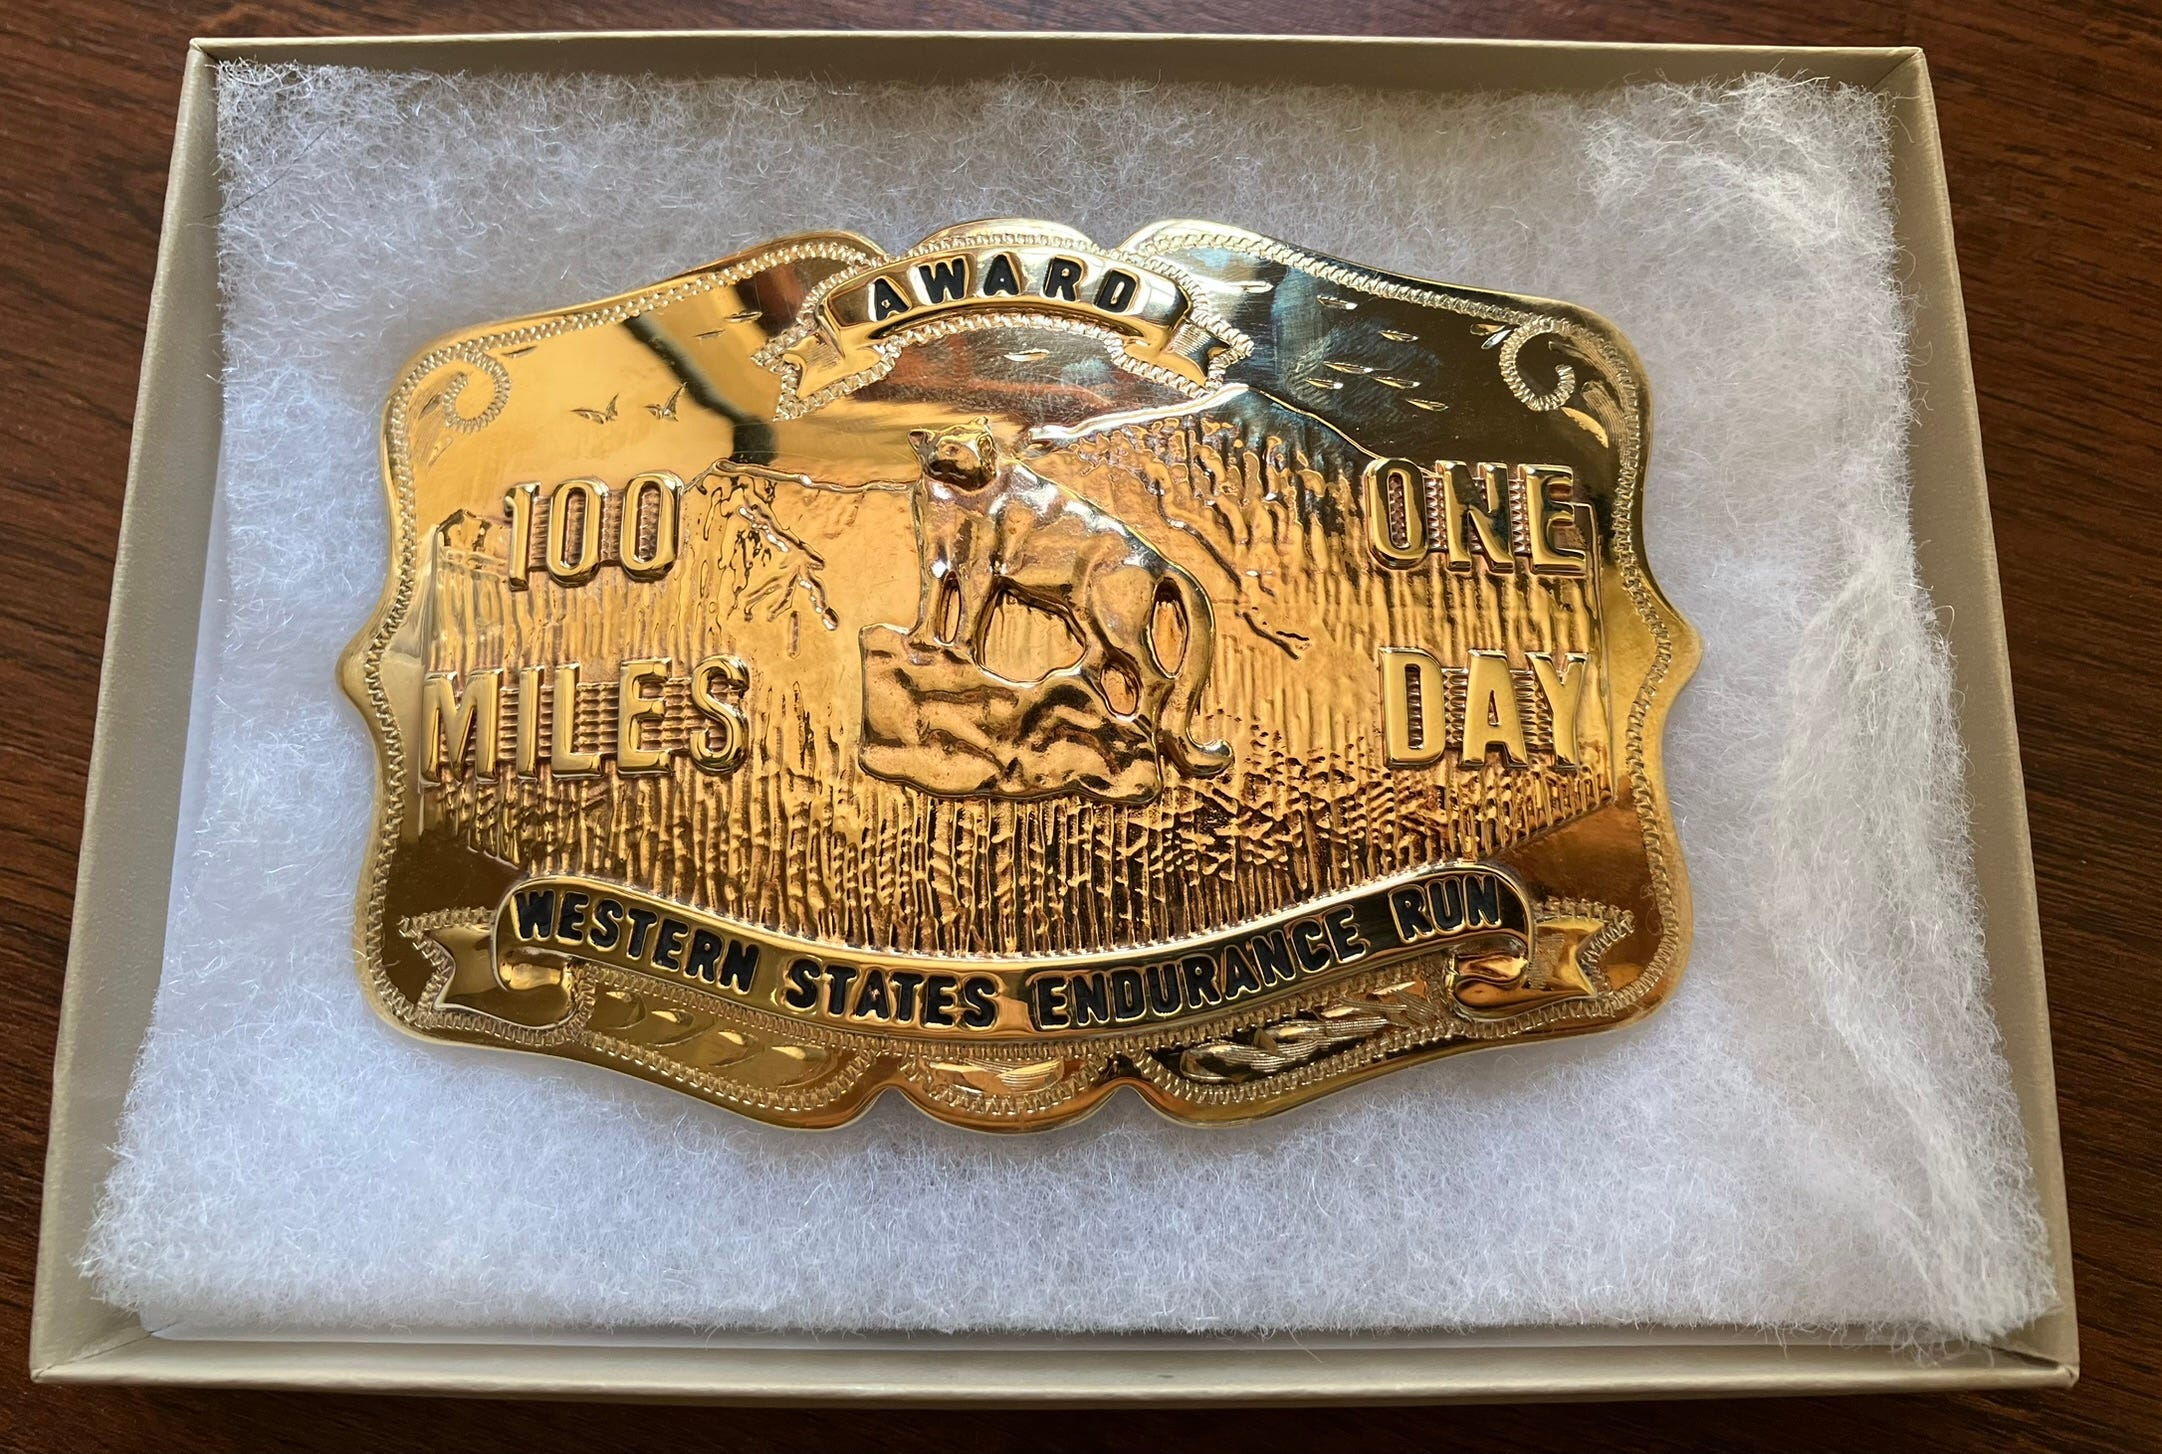 AWARD
100 MILES
ONE DAY
WESTERN STATES ENDURANCE RUN